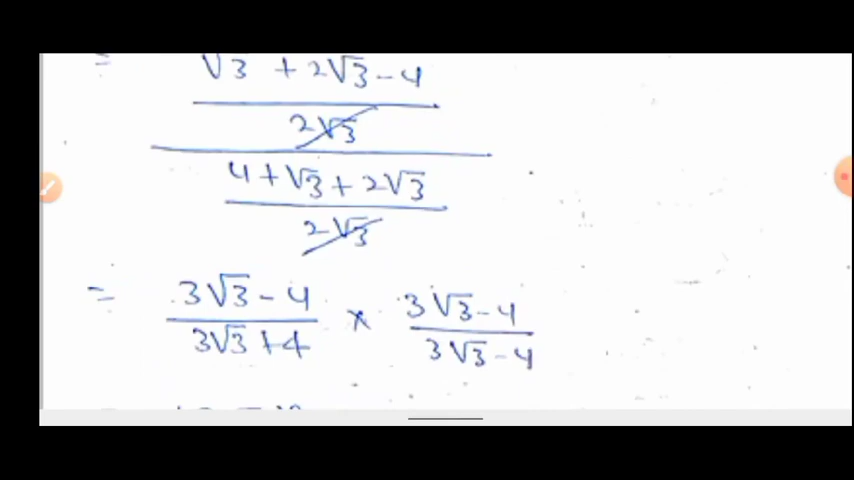 = √3 + 2√3 - 4
2√3
4 + √3 + 2√3
2√3
= 3√3 - 4 × 3√3 - 4
3√3 + 4 3√3 - 4